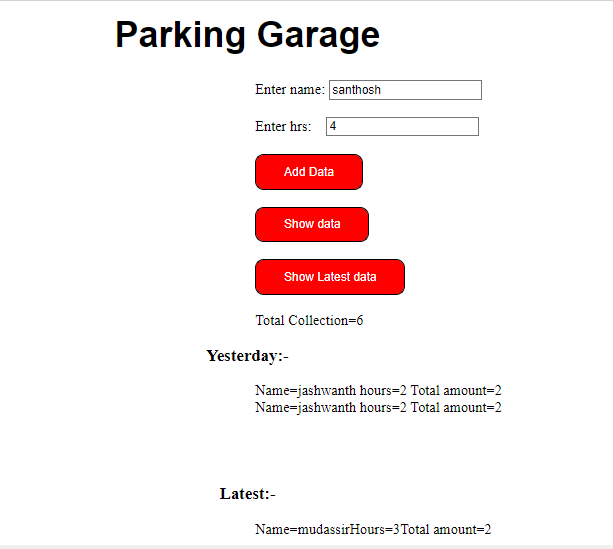 Parking Garage
Enter name: santhosh
Enter hrs: 4
Add Data
Show data
Show Latest data
Total Collection=6
Yesterday:-
Name=jashwanth hours=2 Total amount=2
Name=jashwanth hours=2 Total amount=2
Latest:-
Name=mudassirHours=3Total amount=2